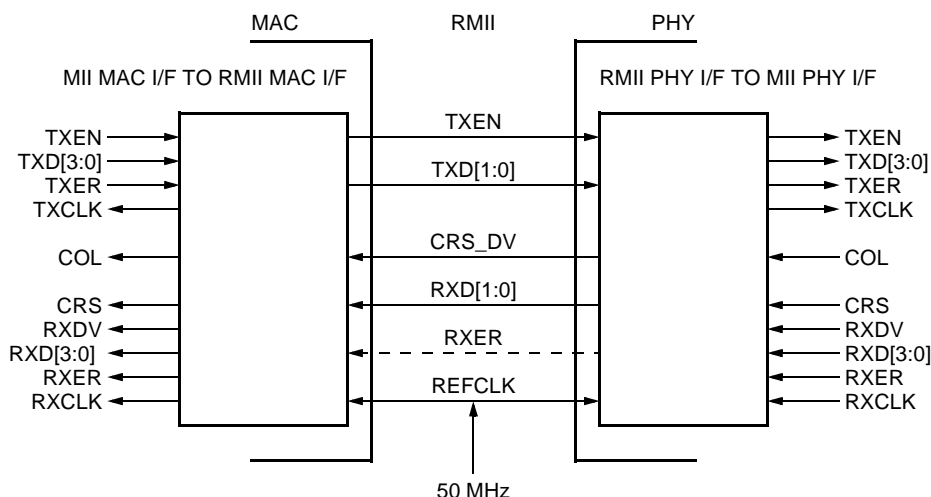 MAC
RMII
PHY
MII MAC I/F TO RMII MAC I/F
RMII PHY I/F TO MII PHY I/F
TXEN
TXD[3:0]
TXER
TXCLK
COL
CRS
RXDV
RXD[3:0]
RXER
RXCLK
TXEN
TXD[1:0]
CRS_DV
RXD[1:0]
RXER
REFCLK
50 MHz
TXEN
TXD[3:0]
TXER
TXCLK
COL
CRS
RXDV
RXD[3:0]
RXER
RXCLK